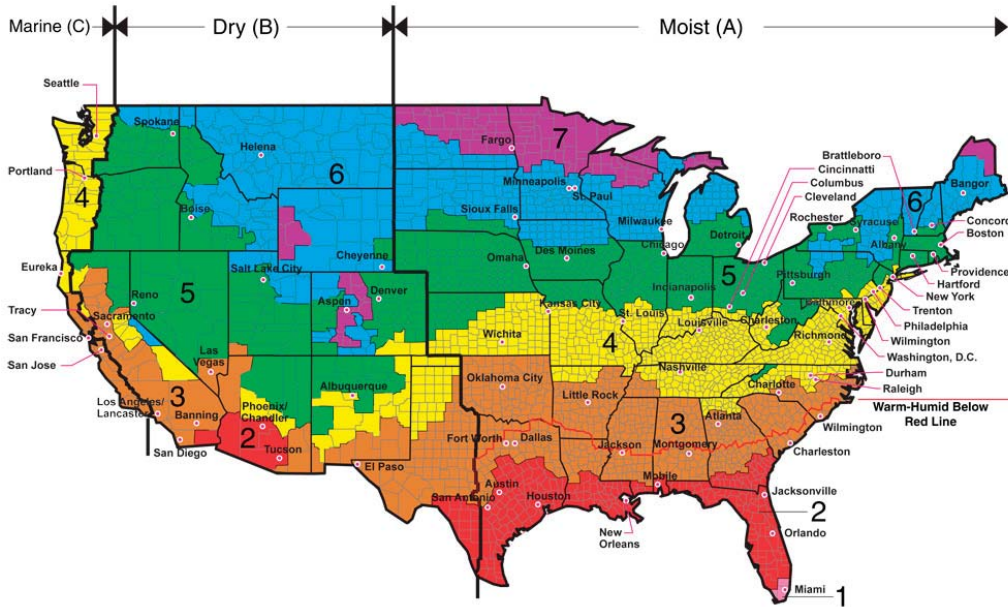 Marine (C)
Dry (B)
Moist (A)
Seattle
Spokane
Helena
Fargo
7
Brattleboro
Cincinnatti
Columbus
Cleveland
Portland
4
6
Minneapolis
St. Paul
Bangor
6
Boise
Sioux Falls
Milwaukee
Rochester
Syracuse
Concord
Detroit
Albany
Boston
Eureka
Salt Lake City
Cheyenne
Omaha
Des Moines
Chicago
5
Pittsburgh
Providence
Hartford
New York
Reno
5
Aspen
Denver
Indianapolis
Trenton
Tracy
Sacramento
Kansas City
St. Louis
Louisville
Charleston
Baltimore
Philadelphia
Wilmington
San Francisco
Wichita
4
Richmond
Washington, D.C.
San Jose
Las
Vegas
Nashville
Durham
Raleigh
3
Albuquerque
Oklahoma City
Charlotte
Los Angeles/
Lancaster
Banning
Phoenix/
Chandler
Little Rock
3
Atlanta
Warm-Humid Below
Red Line
2
Tucson
Fort Worth
Dallas
Jackson
Montgomery
Wilmington
San Diego
El Paso
Charleston
Austin
Mobile
San Antonio
Houston
Jacksonville
2
New
Orleans
Orlando
Miami
1